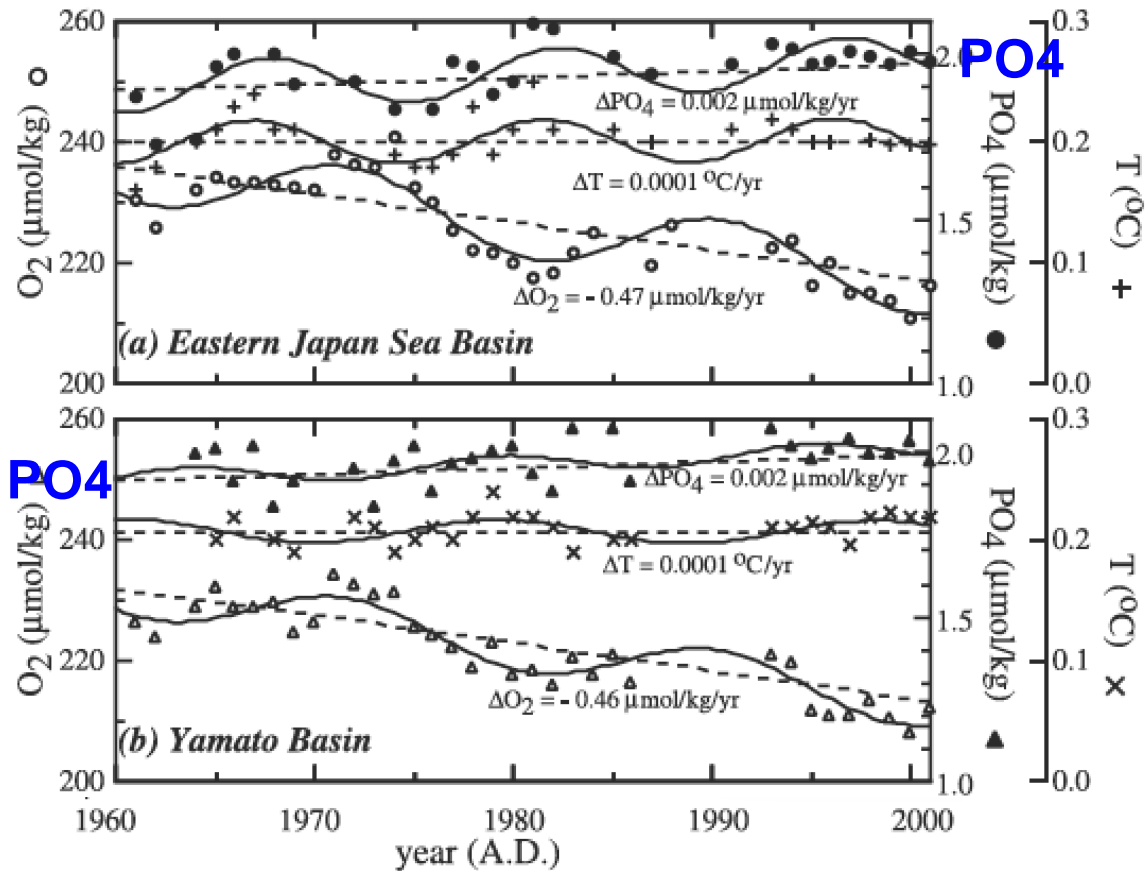 260
240
220
200
O₂ (μmol/kg)
PO4
2.0
1.5
1.0
PO₄ (μmol/kg)
0.3
0.2
0.1
0.0
T (°C)
ΔPO₄ = 0.002 μmol/kg/yr
ΔT = 0.0001 °C/yr
ΔO₂ = - 0.47 μmol/kg/yr
(a) Eastern Japan Sea Basin
260
240
220
200
PO4
O₂ (μmol/kg)
2.0
1.5
1.0
PO₄ (μmol/kg)
0.3
0.2
0.1
0.0
T (°C)
ΔPO₄ = 0.002 μmol/kg/yr
ΔT = 0.0001 °C/yr
ΔO₂ = - 0.46 μmol/kg/yr
(b) Yamato Basin
1960 1970 1980 1990 2000
year (A.D.)